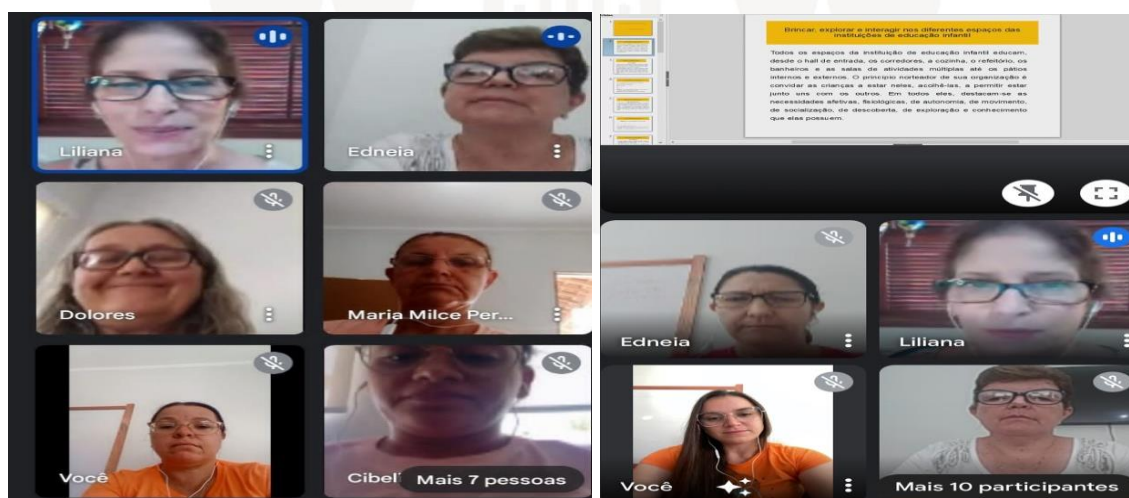 Liliana
Edneia
Dolores
Maria Milce Per...
Você
Cibel
Mais 7 pessoas
Brincar, explorar e interagir nos diferentes espaços das
instituições de educação infantil
Todos os espaços da instituição de educação infantil educam,
desde o hall de entrada, os corredores, a cozinha, o refeitório, os
banheiros e as salas de atividades múltiplas até os pátios
internos e externos. O princípio norteador de sua organização é
convidar as crianças a estar neles, acolhê-las, a permitir estar
junto uns com os outros. Em todos eles, destacam-se as
necessidades afetivas, fisiológicas, de autonomia, de movimento,
de socialização, de descoberta, de exploração e conhecimento
que elas possuem.
Edneia
Liliana
Você
Mais 10 participantes